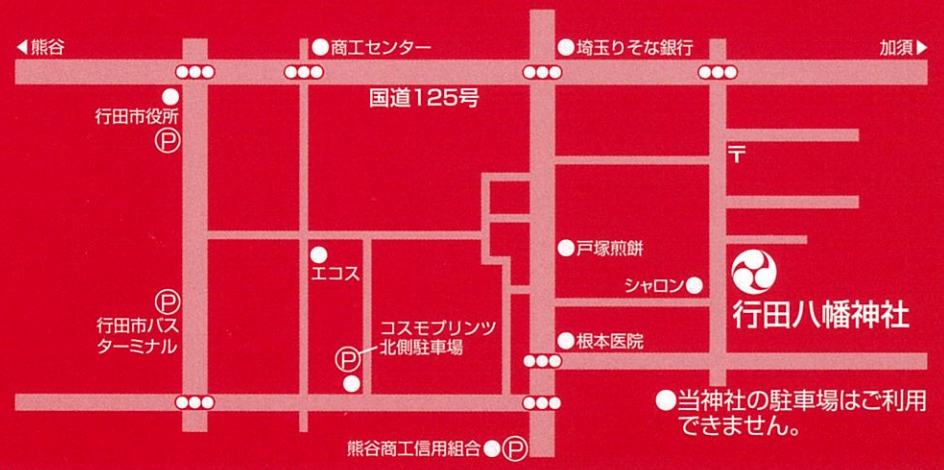 ◀熊谷
●商工センター
●埼玉りそな銀行
加須▶
国道125号
行田市役所
Ⓟ
〒
●戸塚煎餅
エコス
シャロン●
行田八幡神社
Ⓟ
行田市バス
ターミナル
コスモプリンツ
北側駐車場
Ⓟ
●根本医院
●当神社の駐車場はご利用
できません。
熊谷商工信用組合●Ⓟ